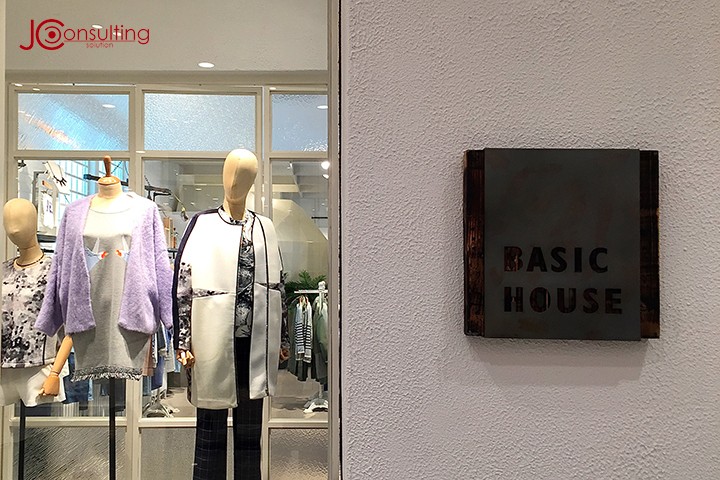 JConsulting
solution
BASIC
HOUSE